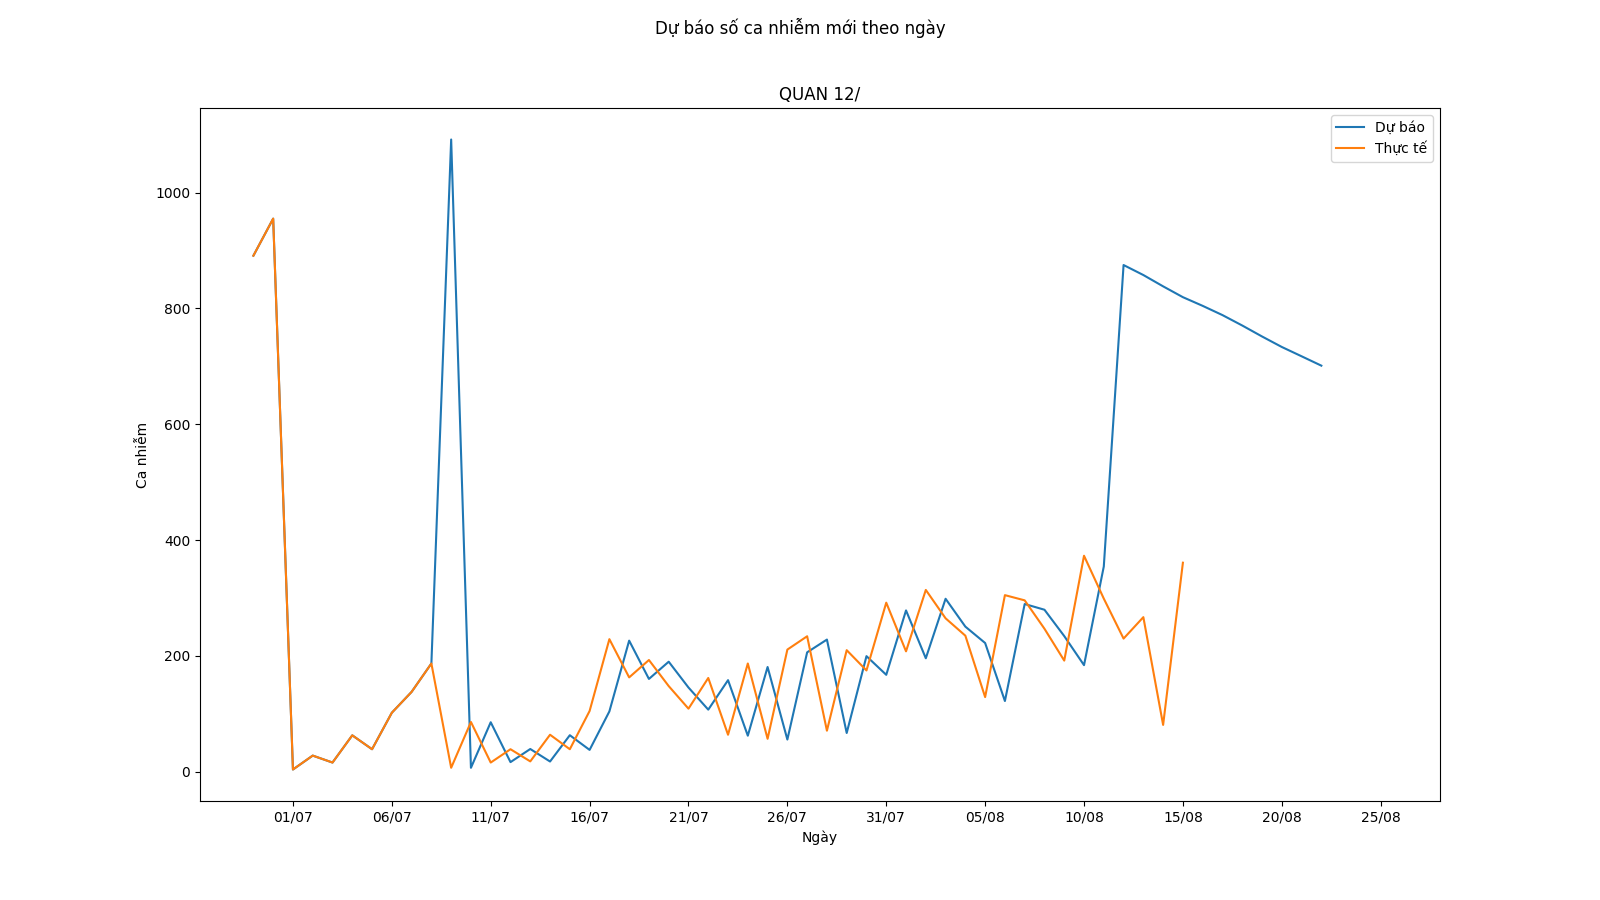 Dự báo số ca nhiễm mới theo ngày
QUAN 12/
Dự báo
Thực tế
Ca nhiễm
1000
800
600
400
200
0
01/07 06/07 11/07 16/07 21/07 26/07 31/07 05/08 10/08 15/08 20/08 25/08
Ngày